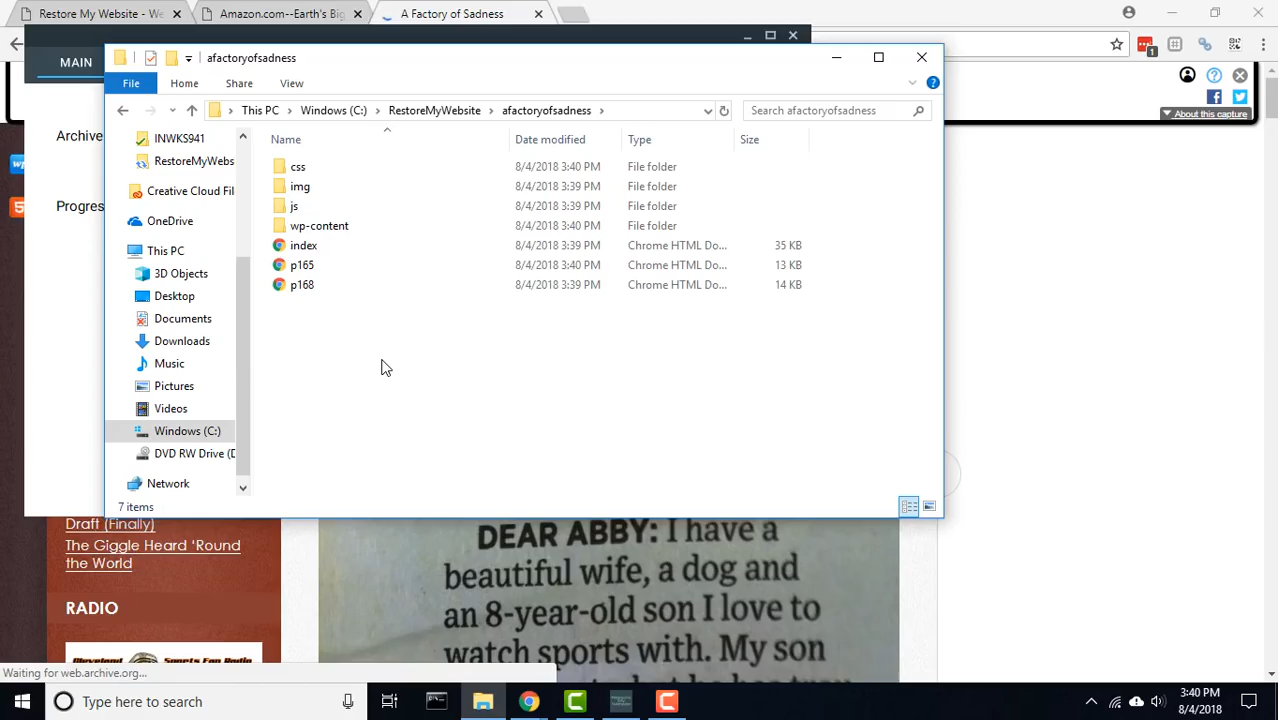 Restore My Website - We
Amazon.com--Earth's Big
A Factory of Sadness
afactoryofsadness
MAIN
File Home Share View
This PC Windows (C:) RestoreMyWebsite afactoryofsadness
Search afactoryofsadness
About this capture
Archive
Progres
INWKS941
RestoreMyWebs
Creative Cloud Fil
OneDrive
This PC
3D Objects
Desktop
Documents
Downloads
Music
Pictures
Videos
Windows (C:)
DVD RW Drive (D
Network
Name Date modified Type Size
css 8/4/2018 3:40 PM File folder
img 8/4/2018 3:39 PM File folder
js 8/4/2018 3:39 PM File folder
wp-content 8/4/2018 3:40 PM File folder
index 8/4/2018 3:39 PM Chrome HTML Do... 35 KB
p165 8/4/2018 3:40 PM Chrome HTML Do... 13 KB
p168 8/4/2018 3:39 PM Chrome HTML Do... 14 KB
7 items
Draft (Finally)
The Giggle Heard ‘Round
the World
RADIO
Cleveland Sports Fan Radio
DEAR ABBY: I have a
beautiful wife, a dog and
an 8-year-old son I love to
watch sports with. My son
Waiting for web.archive.org...
Type here to search
3:40 PM
8/4/2018